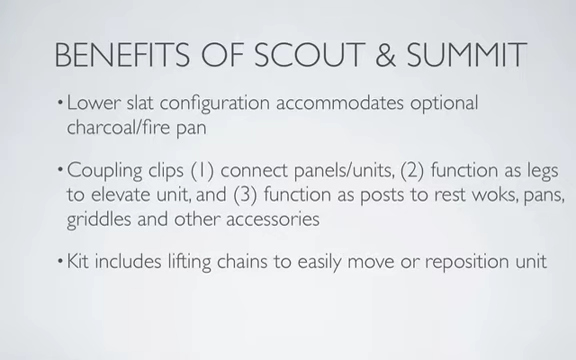 BENEFITS OF SCOUT & SUMMIT
• Lower slat configuration accommodates optional
charcoal/fire pan
• Coupling clips (1) connect panels/units, (2) function as legs
to elevate unit, and (3) function as posts to rest woks, pans,
griddles and other accessories
• Kit includes lifting chains to easily move or reposition unit